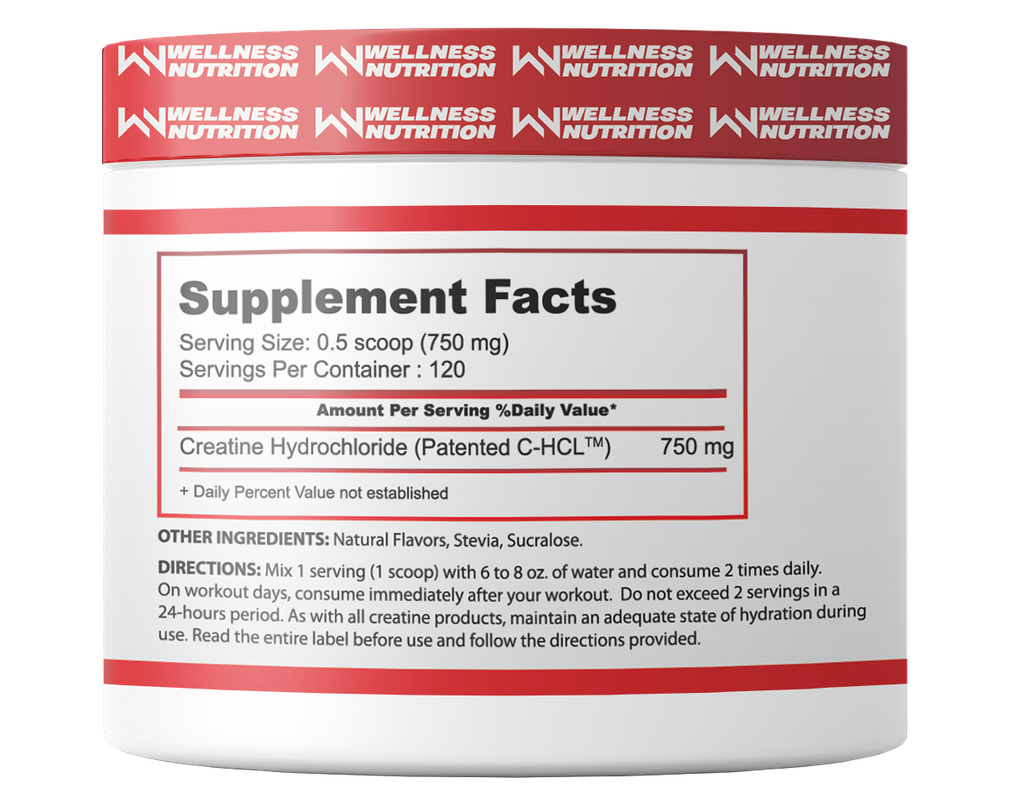 WELLNESS NUTRITION WELLNESS NUTRITION WELLNESS NUTRITION WELLNESS NUTRITION
WELLNESS NUTRITION WELLNESS NUTRITION WELLNESS NUTRITION WELLNESS NUTRITION
Supplement Facts
Serving Size: 0.5 scoop (750 mg)
Servings Per Container : 120
Amount Per Serving %Daily Value*
Creatine Hydrochloride (Patented C-HCL™) 750 mg
+ Daily Percent Value not established
OTHER INGREDIENTS: Natural Flavors, Stevia, Sucralose.
DIRECTIONS: Mix 1 serving (1 scoop) with 6 to 8 oz. of water and consume 2 times daily.
On workout days, consume immediately after your workout. Do not exceed 2 servings in a
24-hours period. As with all creatine products, maintain an adequate state of hydration during
use. Read the entire label before use and follow the directions provided.